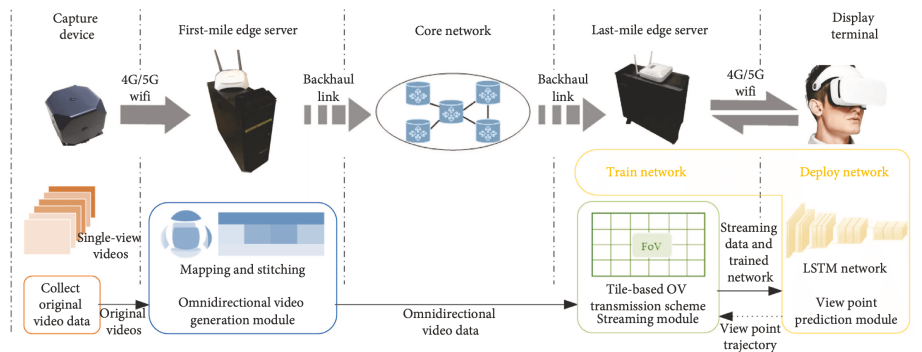 Capture
device
First-mile edge server
Core network
Last-mile edge server
Display
terminal
4G/5G
wifi
Backhaul
link
Backhaul
link
4G/5G
wifi
Train network
Deploy network
Single-view
videos
Mapping and stitching
FoV
Streaming
data and
trained
network
LSTM network
Collect
original
video data
Original
videos
Omnidirectional video
generation module
Omnidirectional
video data
Tile-based OV
transmission scheme
Streaming module
View point
prediction module
View point
trajectory